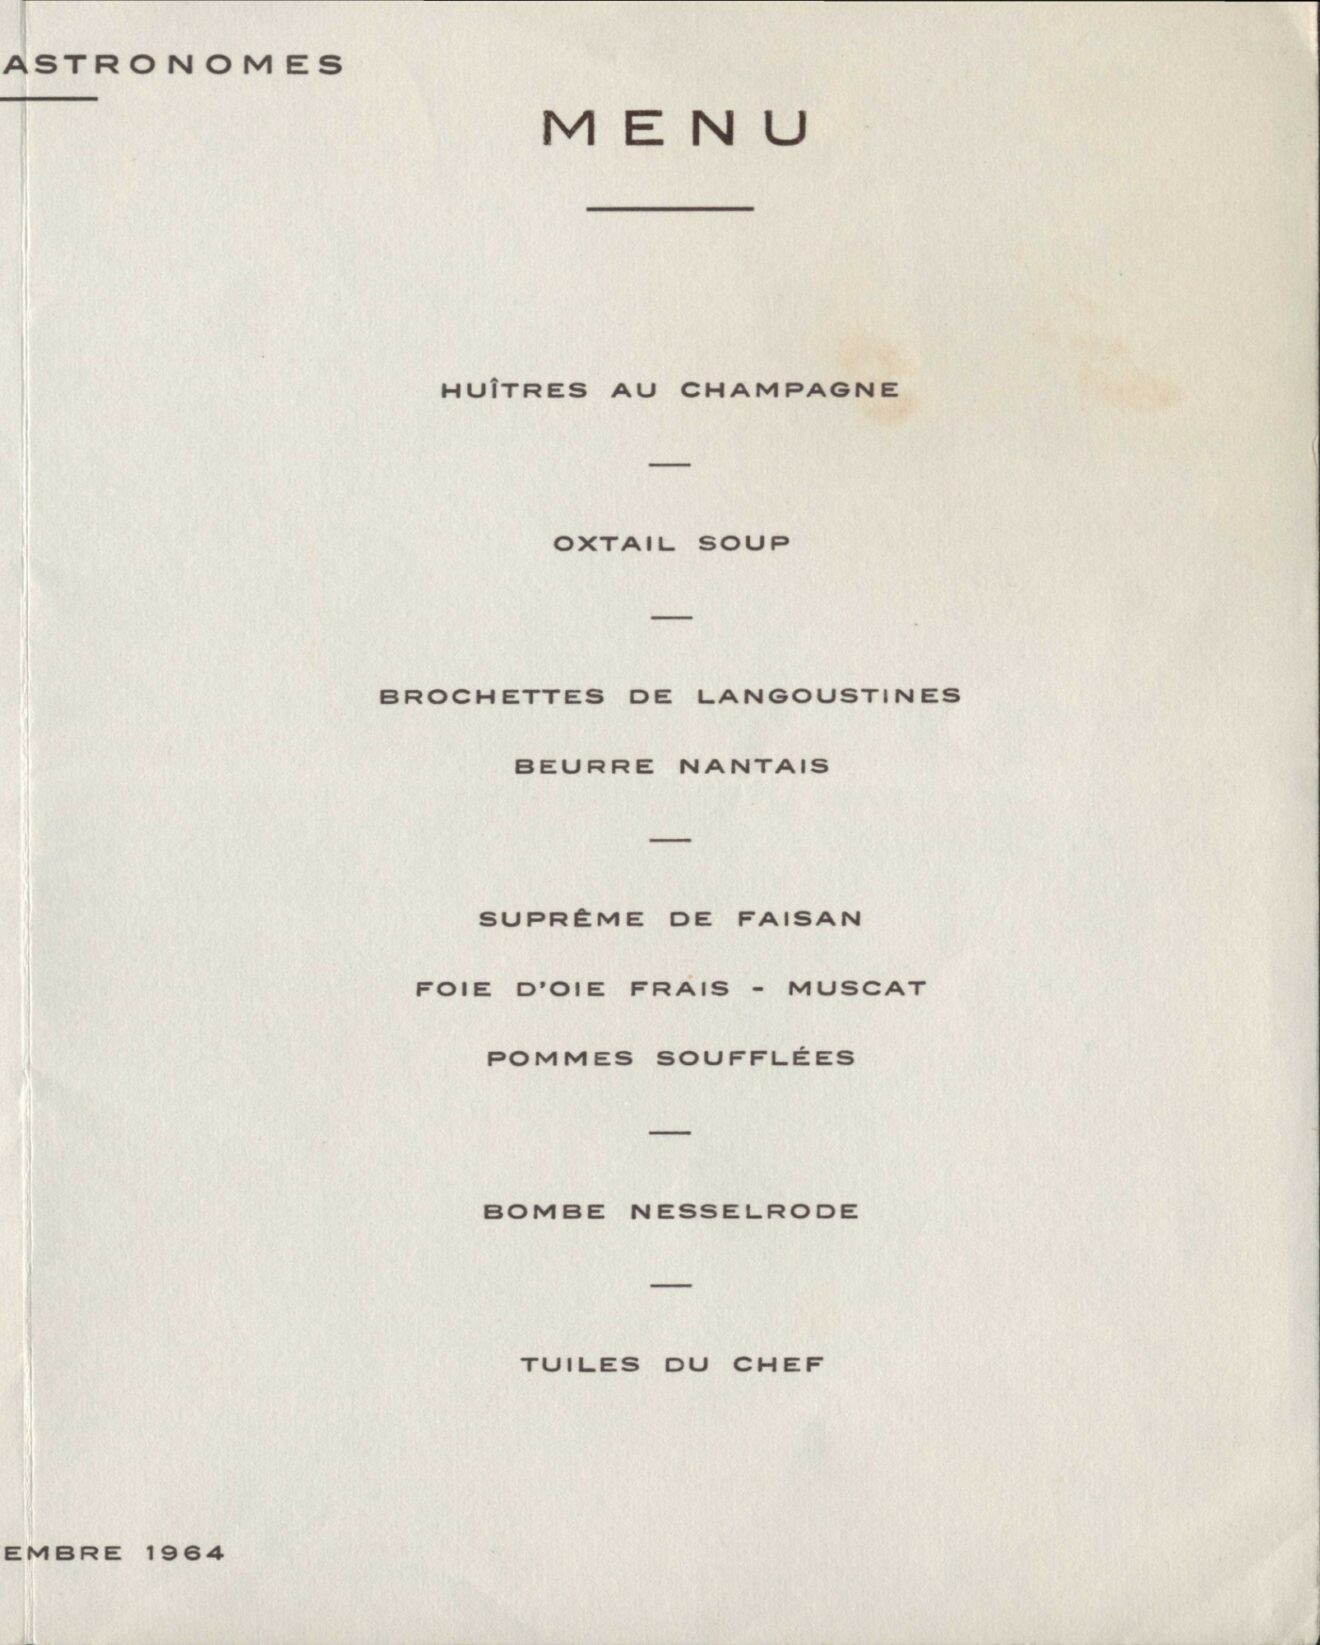 ASTRONOMES
MENU
HUÎTRES AU CHAMPAGNE
OXTAIL SOUP
BROCHETTES DE LANGOUSTINES
BEURRE NANTAIS
SUPRÊME DE FAISAN
FOIE D'OIE FRAIS - MUSCAT
POMMES SOUFFLÉES
BOMBE NESSELRODE
TUILES DU CHEF
EMBRE 1964